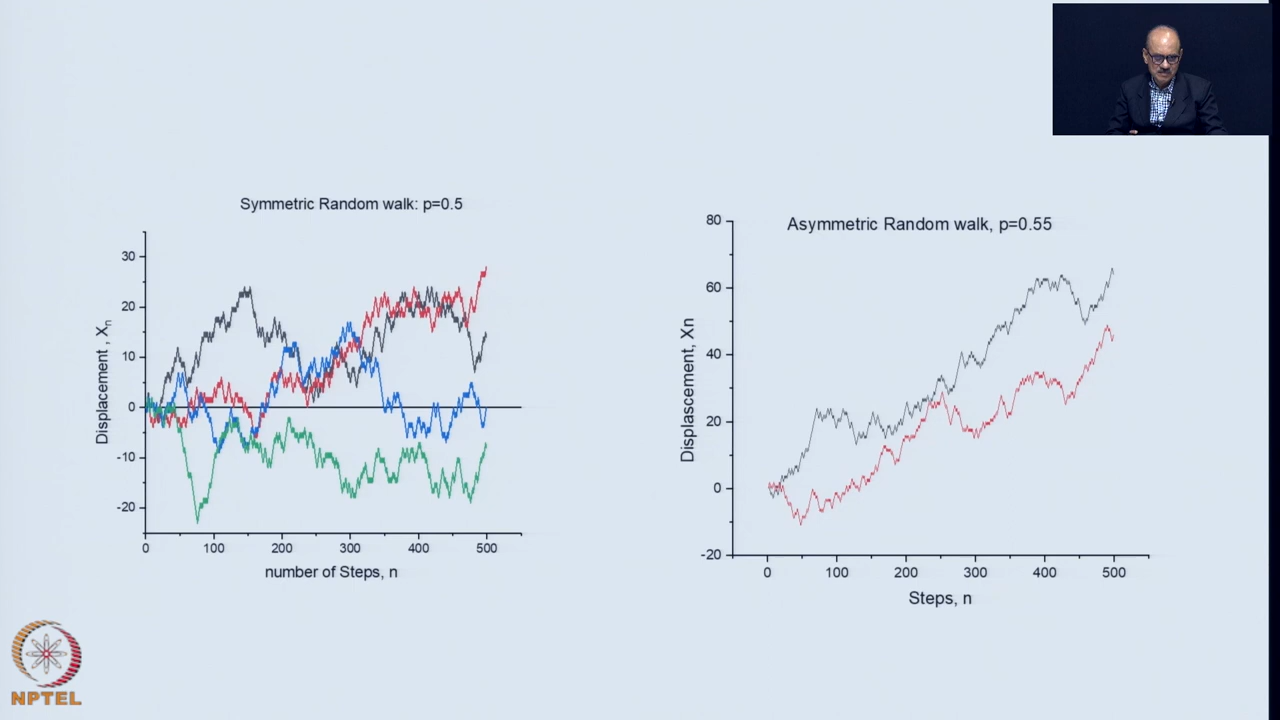 Symmetric Random walk: p=0.5
30
20
10
0
-10
-20
Displacement , Xn
0 100 200 300 400 500
number of Steps, n
Asymmetric Random walk, p=0.55
80
60
40
20
0
-20
Displascement, Xn
0 100 200 300 400 500
Steps, n
NPTEL